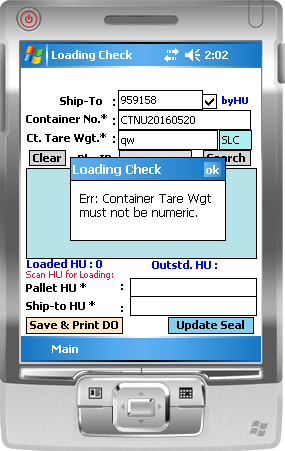 Loading Check 2:02
Ship-To : 959158 byHU
Container No.* : CTNU20160520
Ct. Tare Wgt.* : qw SLC
Clear Search
Loading Check ok
Err: Container Tare Wgt
must not be numeric.
Loaded HU : 0 Outstd. HU :
Scan HU for Loading:
Pallet HU * :
Ship-to HU * :
Save & Print DO Update Seal
Main